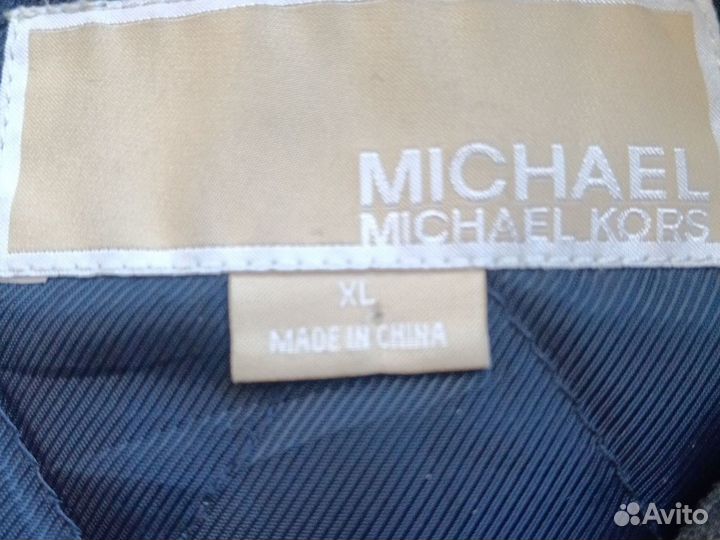 MICHAEL
MICHAEL KORS
XL
MADE IN CHINA
Avito